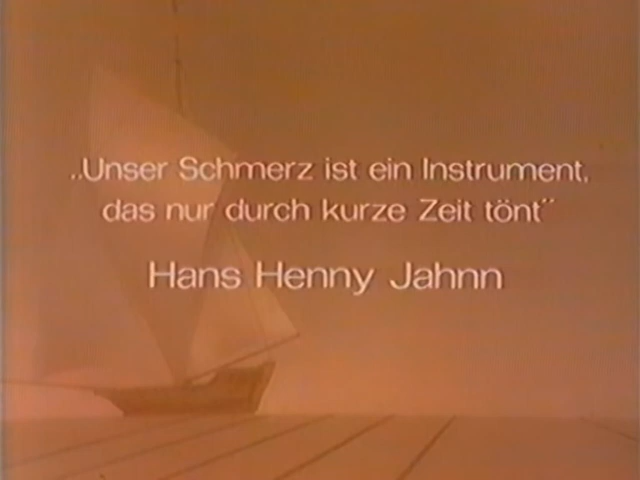 „Unser Schmerz ist ein Instrument,
das nur durch kurze Zeit tönt"
Hans Henny Jahnn